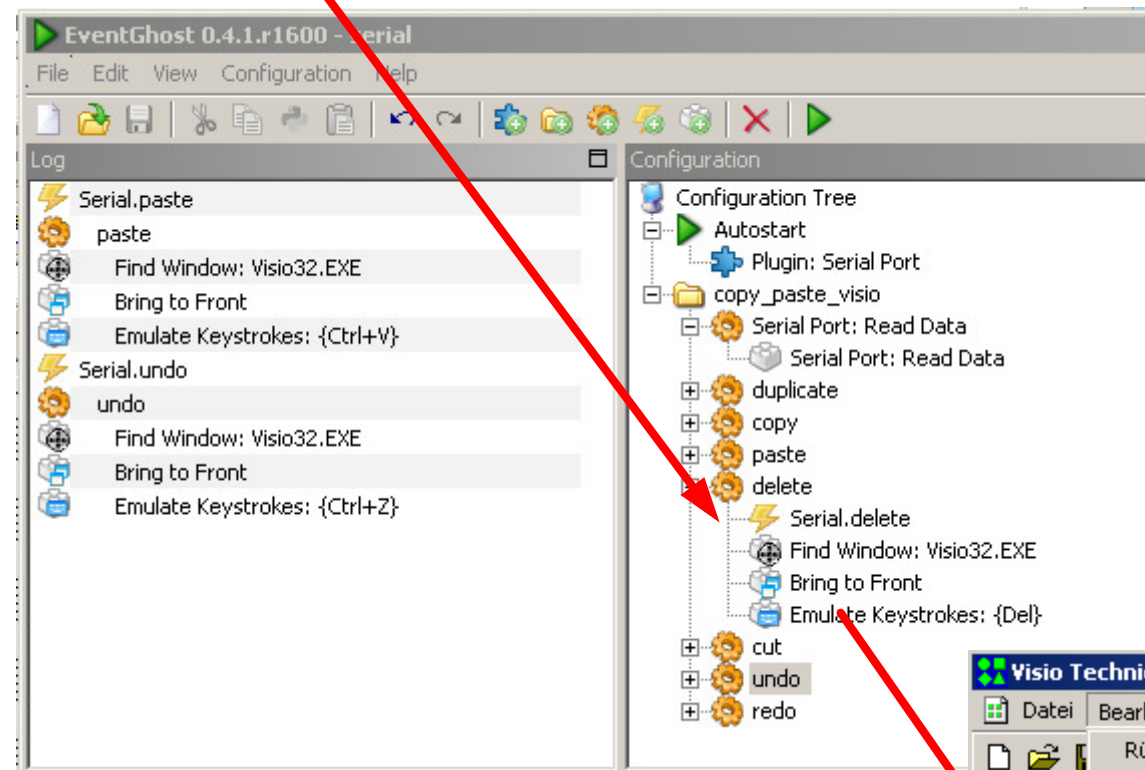 EventGhost 0.4.1.r1600 - Serial
File Edit View Configuration Help
Log
Serial.paste
paste
Find Window: Visio32.EXE
Bring to Front
Emulate Keystrokes: {Ctrl+V}
Serial.undo
undo
Find Window: Visio32.EXE
Bring to Front
Emulate Keystrokes: {Ctrl+Z}
Configuration
Configuration Tree
Autostart
Plugin: Serial Port
copy_paste_visio
Serial Port: Read Data
Serial Port: Read Data
duplicate
copy
paste
delete
Serial.delete
Find Window: Visio32.EXE
Bring to Front
Emulate Keystrokes: {Del}
cut
undo
redo
Visio Techni
Datei Bearl
Rü